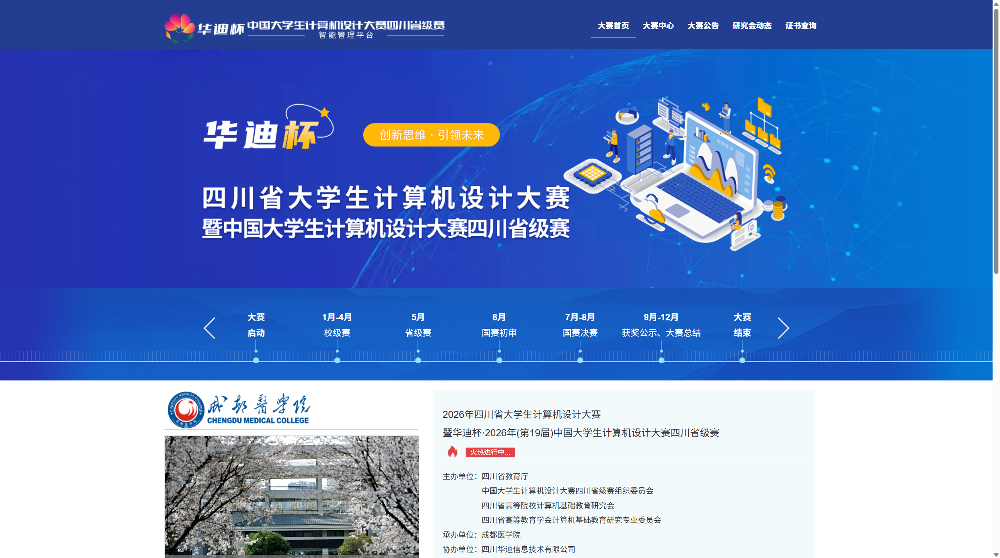 华迪杯 中国大学生计算机设计大赛四川省级赛
智能管理平台
大赛首页 大赛中心 大赛公告 研究会动态 证书查询
华迪杯
创新思维·引领未来
四川省大学生计算机设计大赛
暨中国大学生计算机设计大赛四川省级赛
大赛 1月-4月 5月 6月 7月-8月 9月-12月 大赛
启动 校级赛 省级赛 国赛初审 国赛决赛 获奖公示、大赛总结 结束
CHENGDU MEDICAL COLLEGE
成都医学院
1947
成都醫學院
CHENGDU MEDICAL COLLEGE
2026年四川省大学生计算机设计大赛
暨华迪杯·2026年(第19届)中国大学生计算机设计大赛四川省级赛
火热进行中...
主办单位：四川省教育厅
中国大学生计算机设计大赛四川省级赛组织委员会
四川省高等院校计算机基础教育研究会
四川省高等教育学会计算机基础教育研究专业委员会
承办单位：成都医学院
协办单位：四川华迪信息技术有限公司